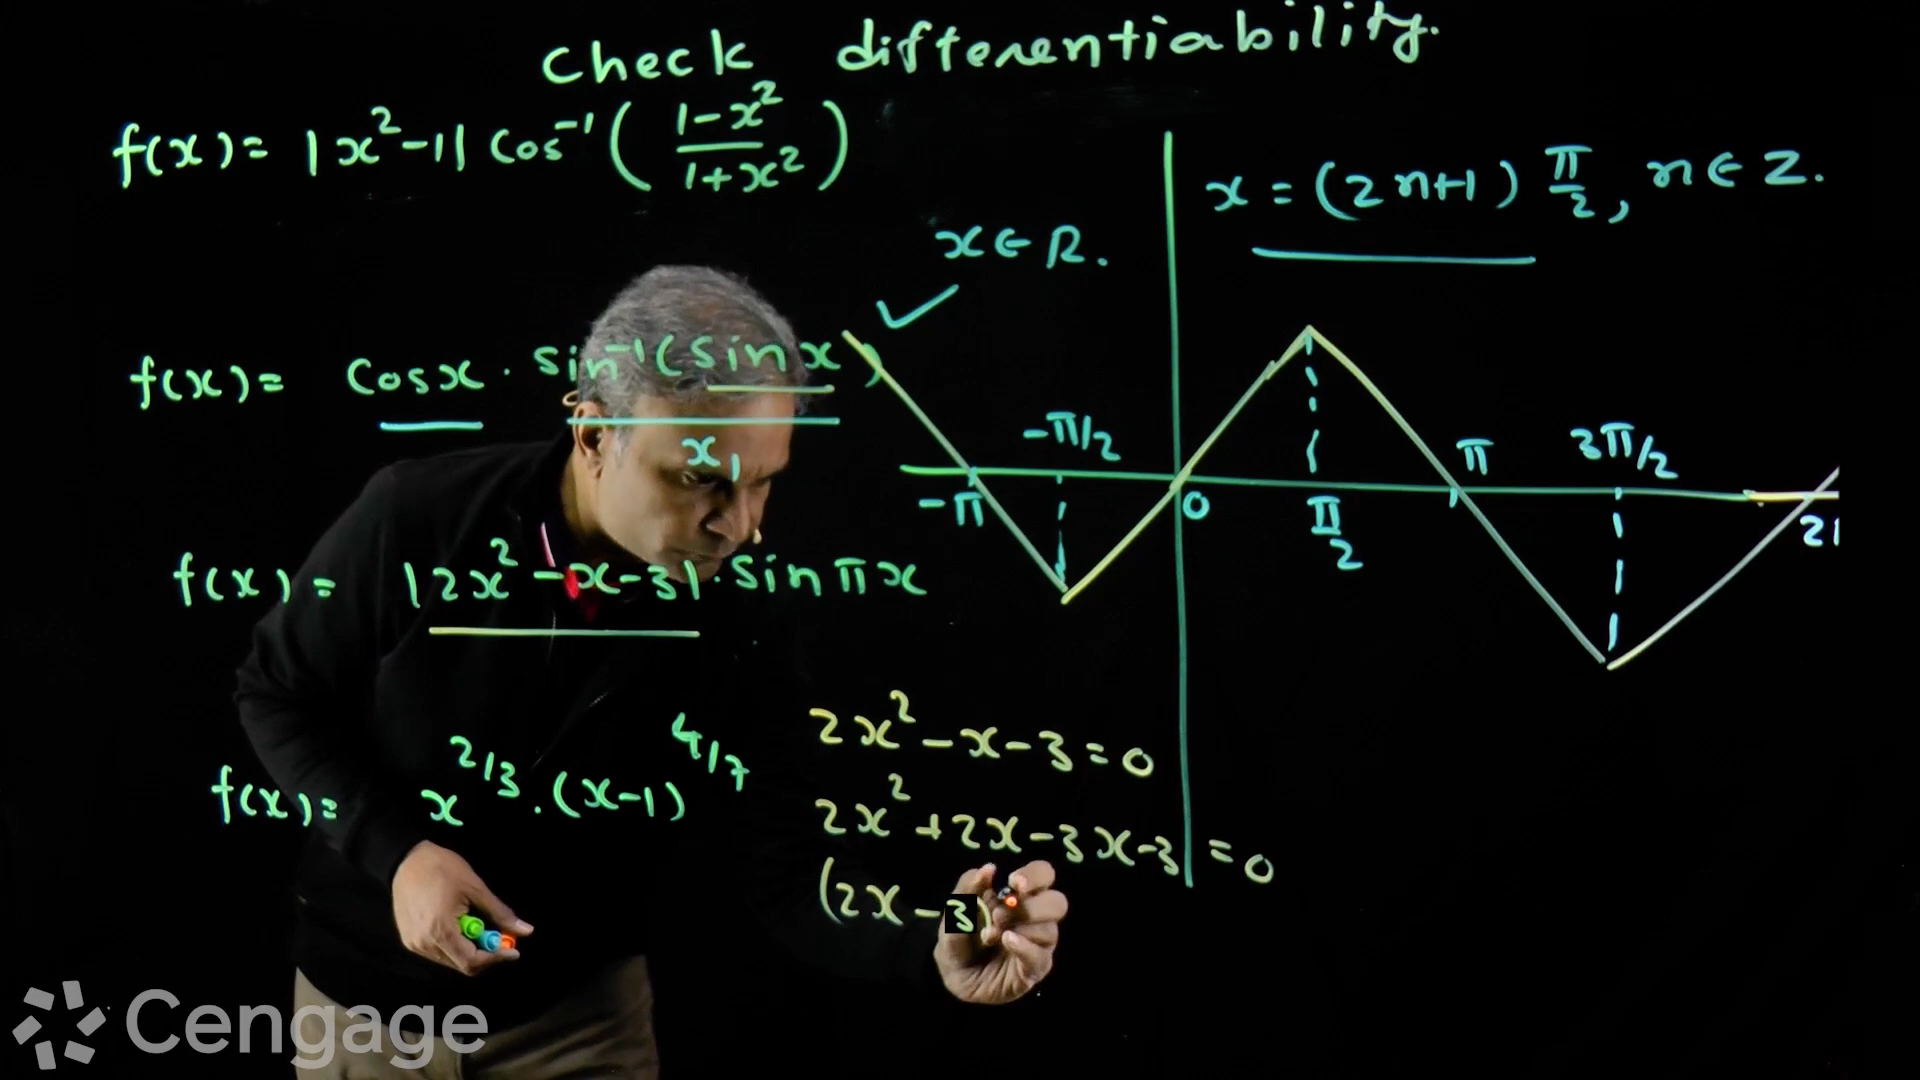 Check differentiability.
f(x) = |x²-1| cos⁻¹((1-x²)/(1+x²))
x = (2n+1) π/2, n ∈ Z.
x ∈ R.
f(x) = cosx . sin⁻¹(sin x)
x,
-π/2
π
3π/2
-π
0
π/2
2π
f(x) = |2x²-x-3| . sin π x
2x² - x - 3 = 0
f(x) = x^2/3 . (x-1)^4/7
2x² + 2x - 3x - 3 = 0
(2x - 3)
Cengage